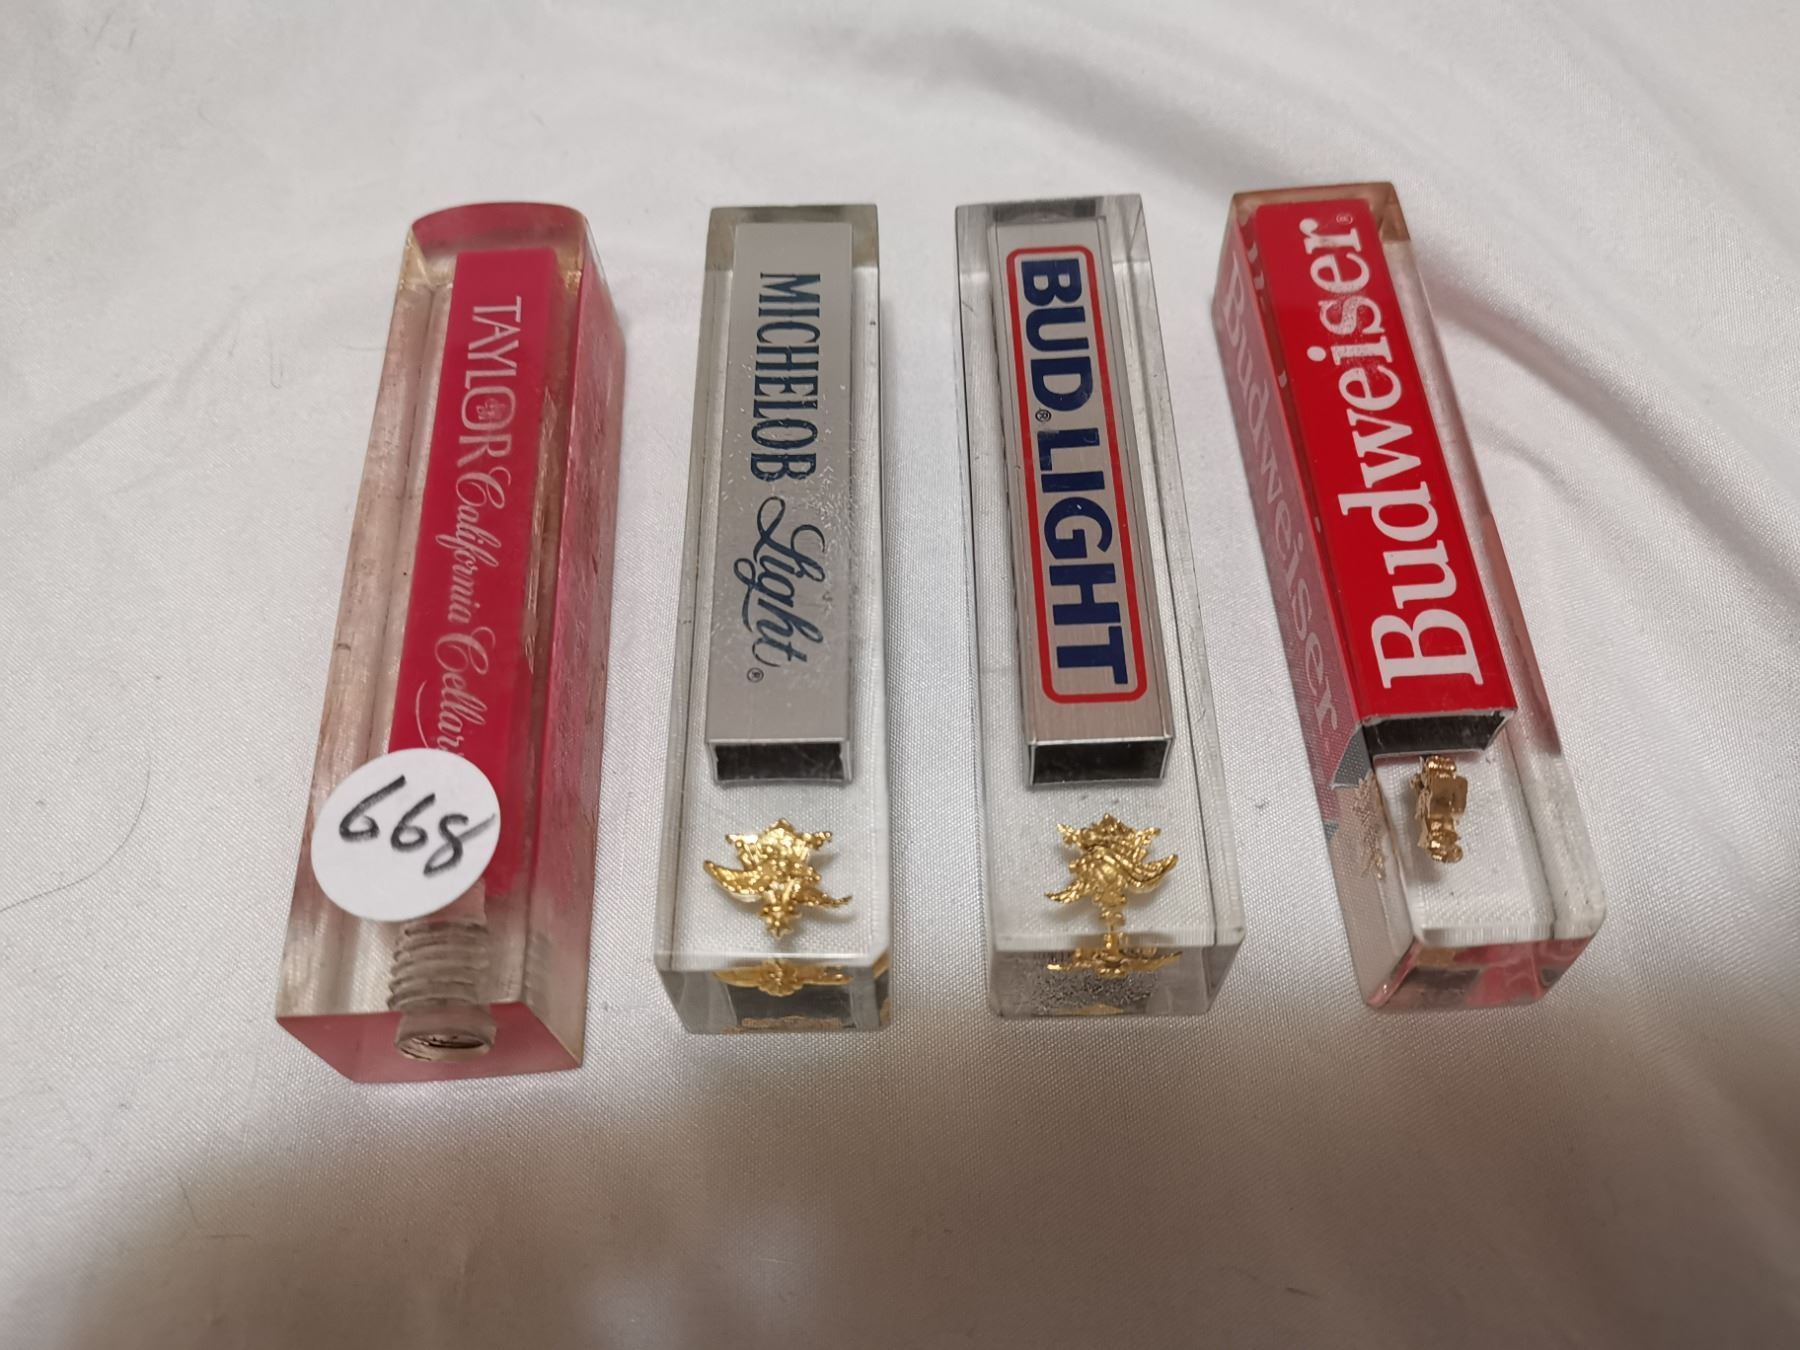 TAYLOR California Cellars
668
MICHELOB Light®
BUD® LIGHT
Budweiser®
Budweiser